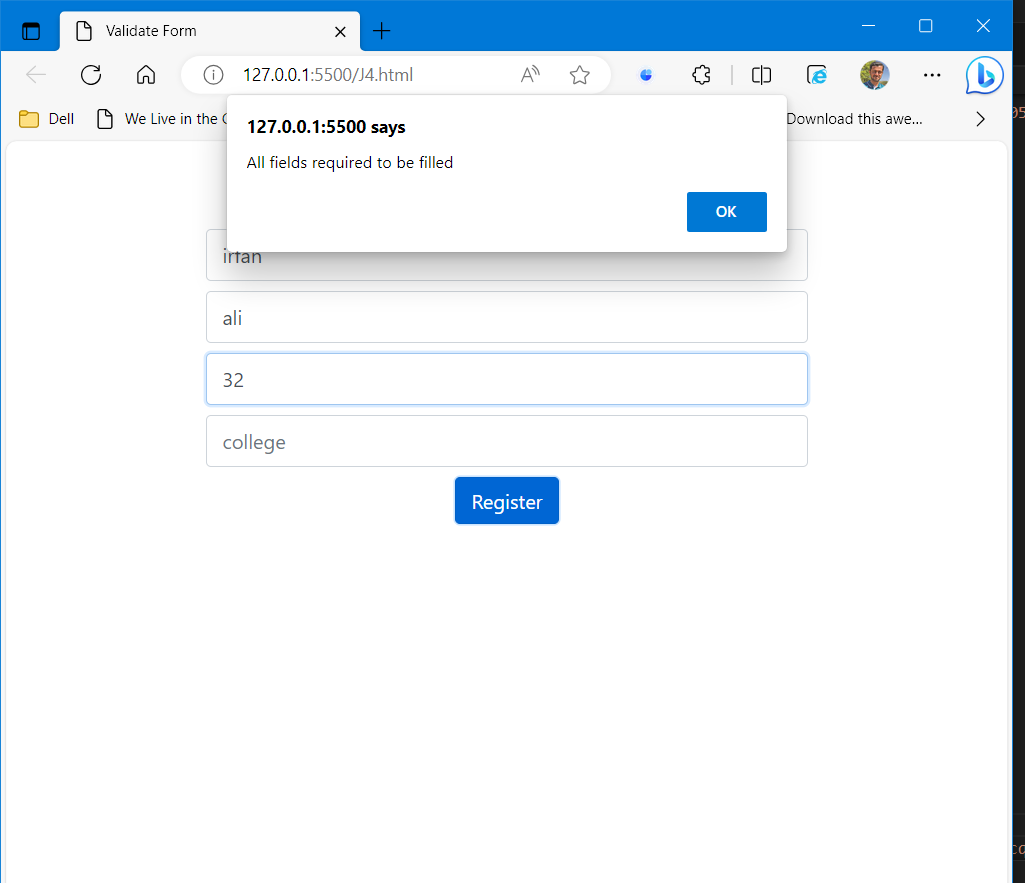 Validate Form
127.0.0.1:5500/J4.html
Dell
We Live in the
Download this awe...
127.0.0.1:5500 says
All fields required to be filled
OK
irfan
ali
32
college
Register